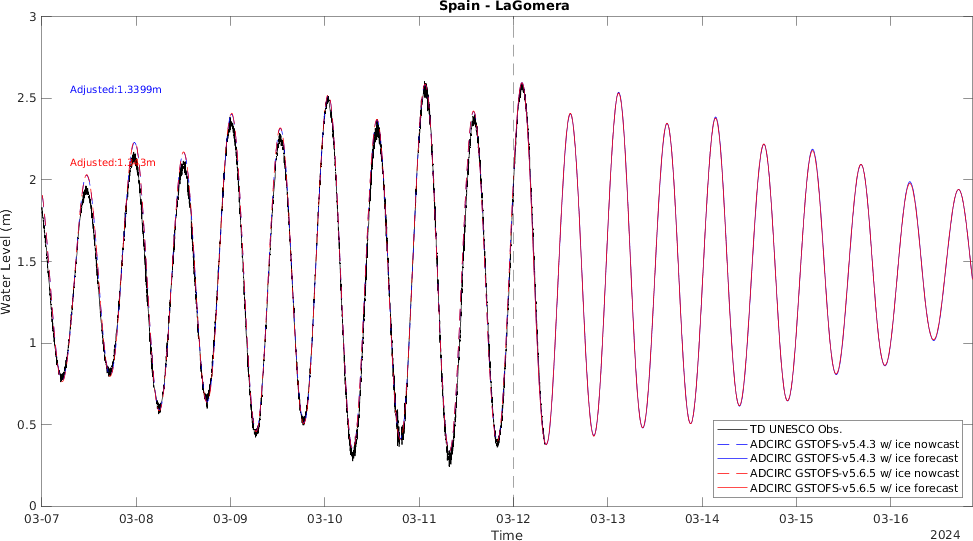 Spain - LaGomera
3
2.5
2
1.5
1
0.5
0
Water Level (m)
Adjusted:1.3399m
03-07
03-08
03-09
03-10
03-11
03-12
03-13
03-14
03-15
03-16
Time
2024
TD UNESCO Obs.
ADCIRC GSTOFS-v5.4.3 w/ ice nowcast
ADCIRC GSTOFS-v5.4.3 w/ ice forecast
ADCIRC GSTOFS-v5.6.5 w/ ice nowcast
ADCIRC GSTOFS-v5.6.5 w/ ice forecast